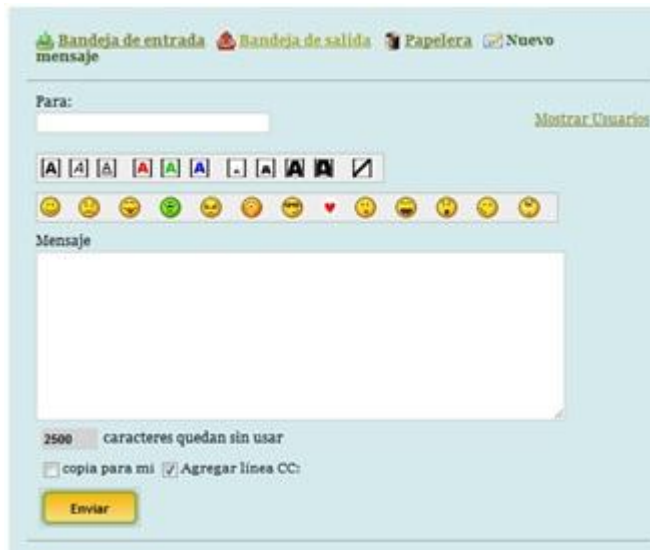 Bandeja de entrada Bandeja de salida Papelera Nuevo
mensaje
Para:
Mostrar Usuarios
A A A A A A A A A A
Mensaje
2500 caracteres quedan sin usar
copia para mi Agregar línea CC:
Enviar